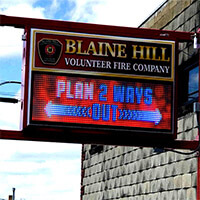 BLAINE HILL
VOLUNTEER FIRE COMPANY
PLAN 2 WAYS
OUT